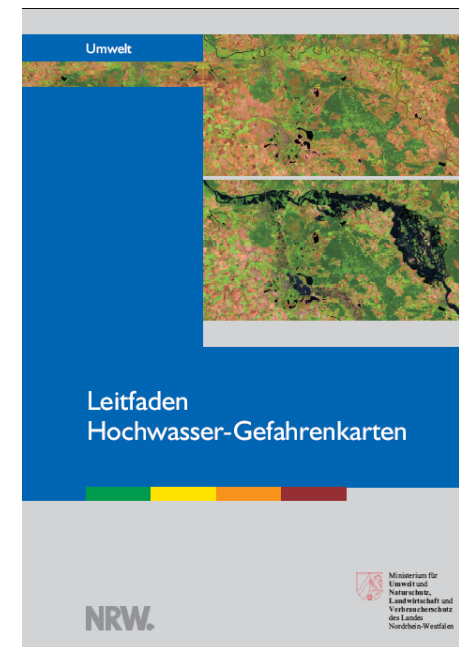 Umwelt
Leitfaden
Hochwasser-Gefahrenkarten
Ministerium für
Umwelt und
Naturschutz,
Landwirtschaft und
Verbraucherschutz
des Landes
Nordrhein-Westfalen
NRW.